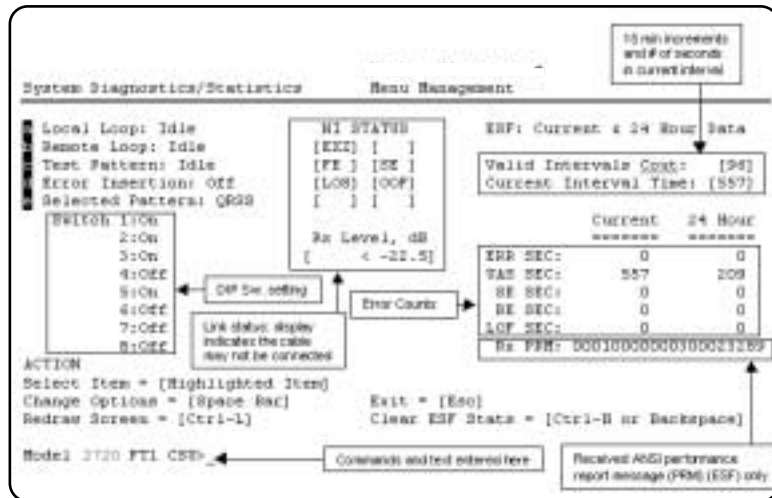 15 min increments
and # of seconds
in current interval
System Diagnostics/Statistics Menu Management
Local Loop: Idle
Remote Loop: Idle
Test Pattern: Idle
Error Insertion: Off
Selected Pattern: QRSS
NI STATUS
[EXZ] [ ]
[FE ] [SE ]
[LOS] [OOF]
[ ] [ ]
Rx Level, dB
[ < -22.5]
ESF: Current & 24 Hour Data
Valid Intervals Cont: [96]
Current Interval Time: [557]
Current 24 Hour
======= =======
ERR SEC: 0 0
UAS SEC: 557 209
SE SEC: 0 0
BE SEC: 0 0
LOF SEC: 0 0
Rx PRM:
Switch 1:On
2:On
3:On
4:Off
5:On
6:Off
7:Off
8:Off
DIP Sw. setting
Error Counts
Link status: display
indicates the cable
may not be connected
ACTION
Select Item = [Highlighted Item]
Change Options = [Space Bar] Exit = [Esc]
Redraw Screen = [Ctrl-L] Clear ESF Stats = [Ctrl-H or Backspace]
Model 2720 FT1 CSU>_
Commands and text entered here
Received ANSI performance
report message (PRM) (ESF) only